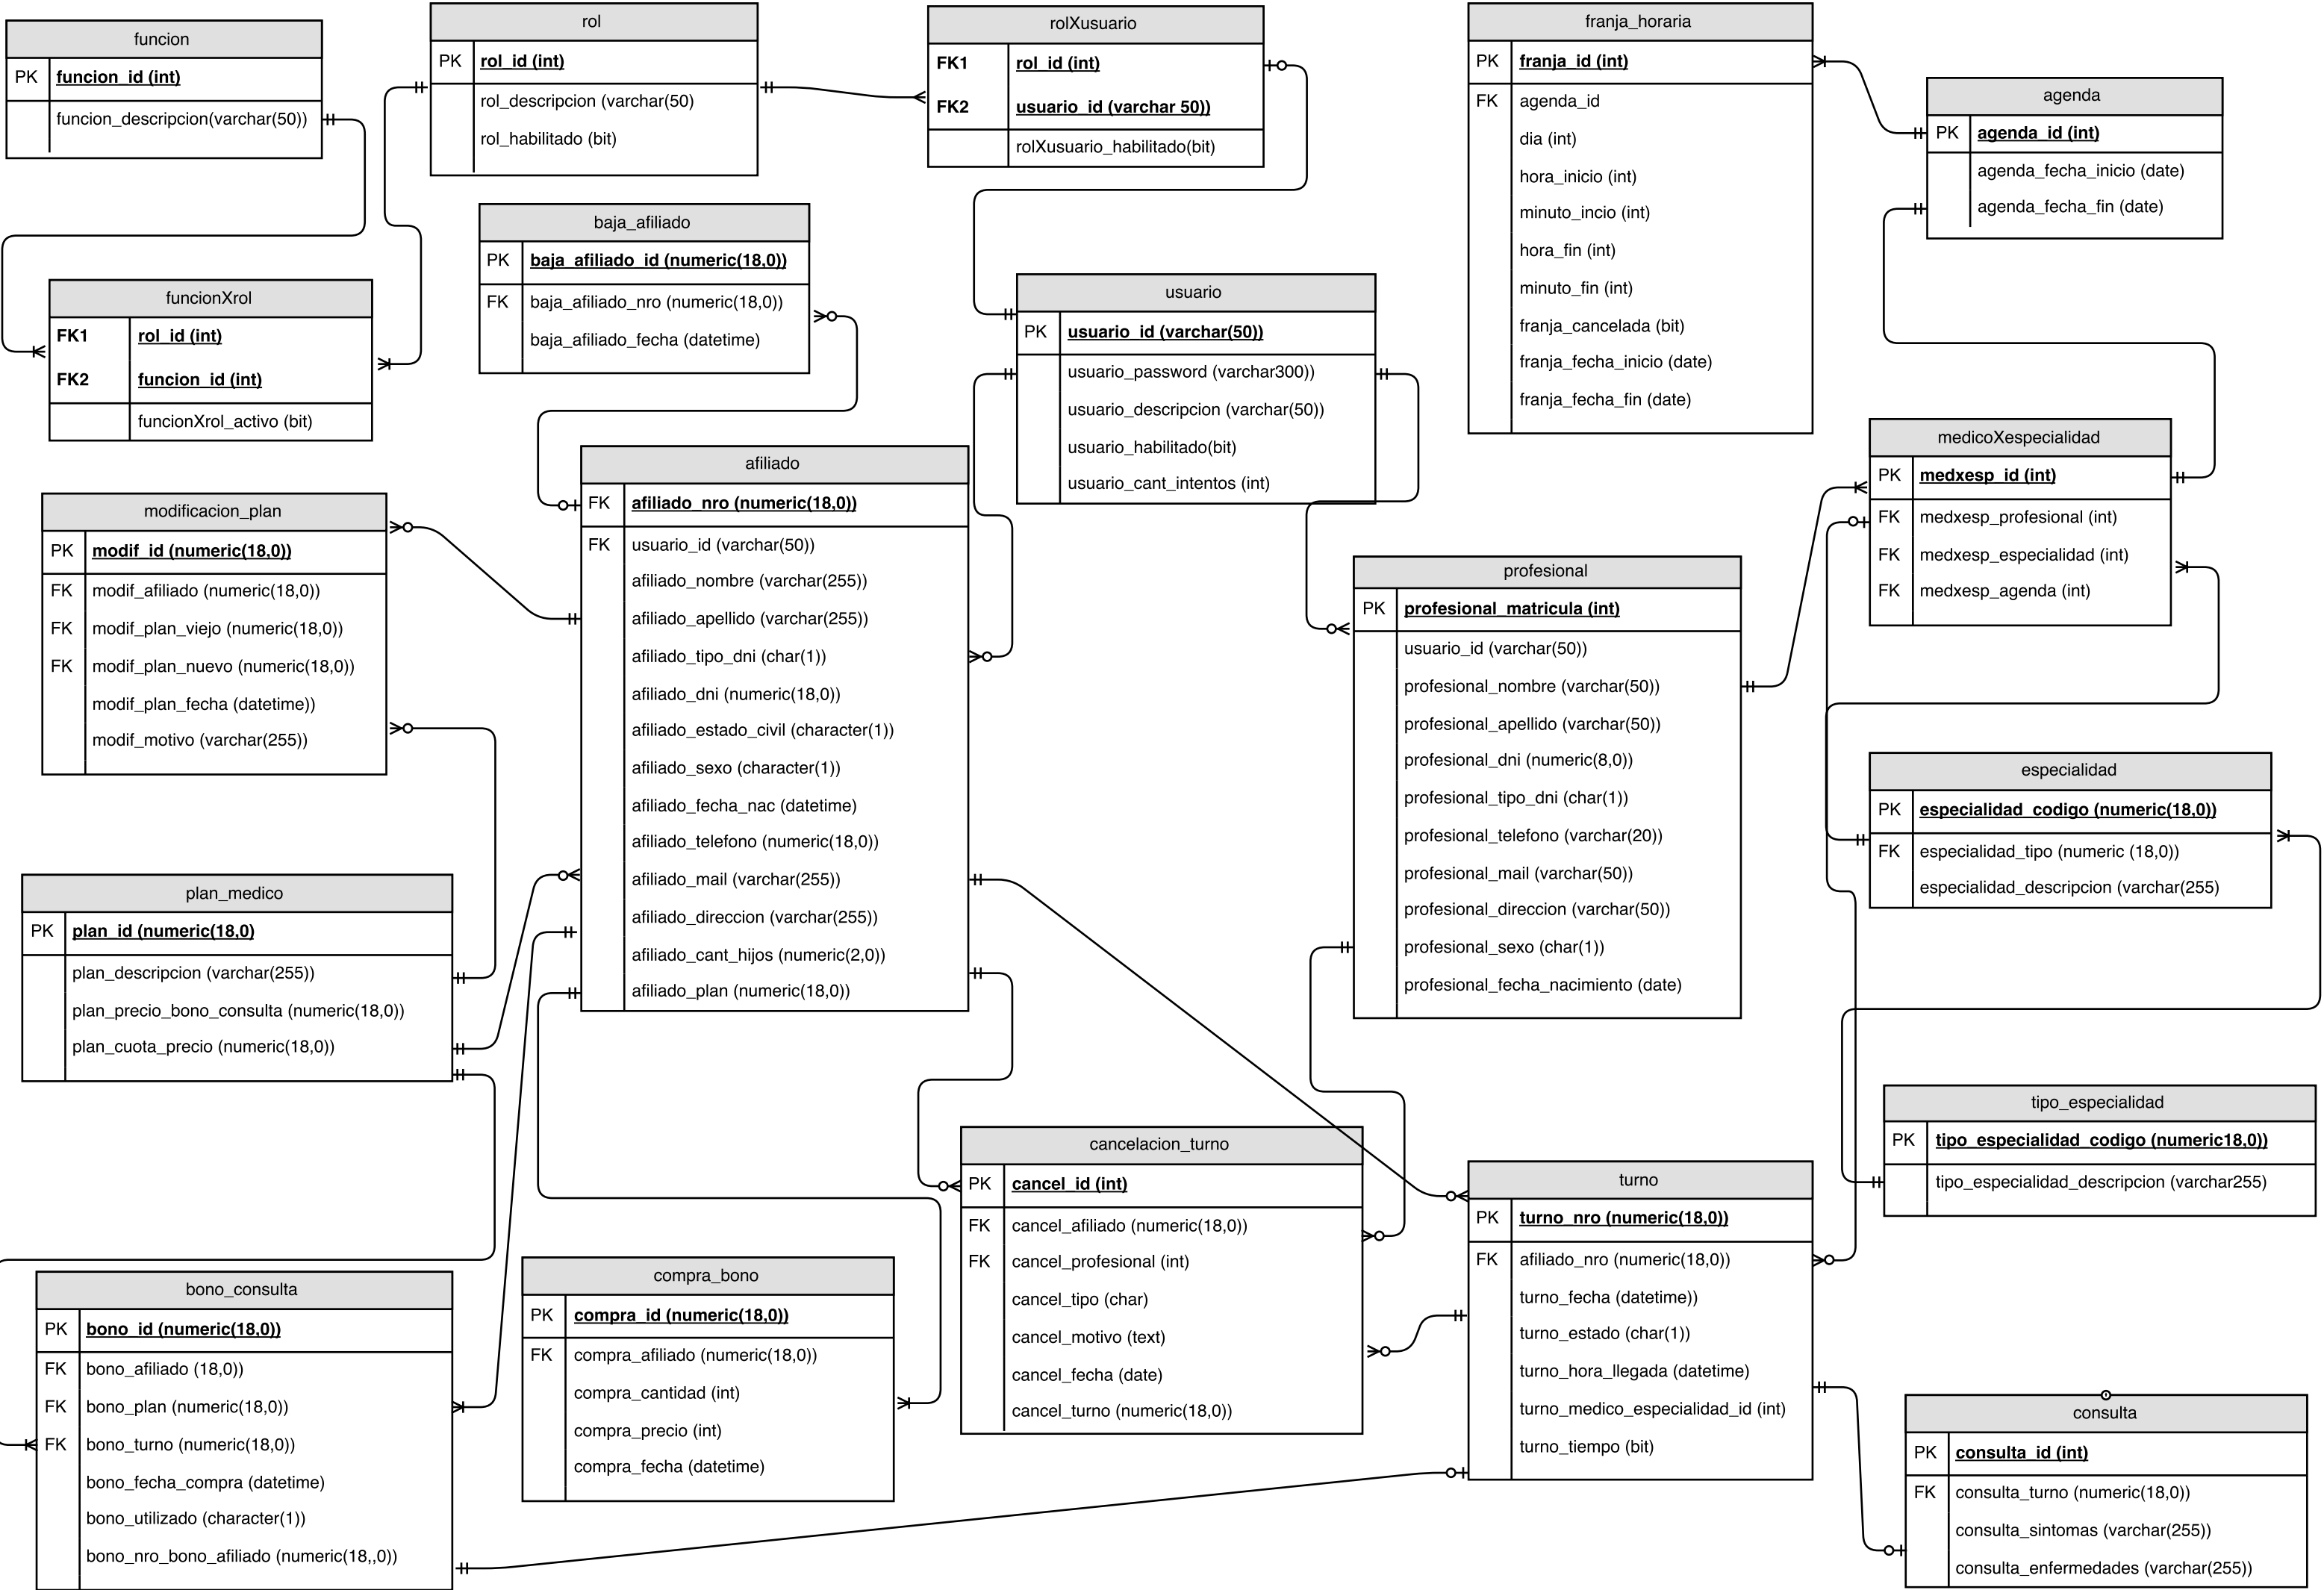 funcion
PK funcion_id (int)
funcion_descripcion(varchar(50))
rol
PK rol_id (int)
rol_descripcion (varchar(50)
rol_habilitado (bit)
rolXusuario
FK1 rol_id (int)
FK2 usuario_id (varchar 50))
rolXusuario_habilitado(bit)
franja_horaria
PK franja_id (int)
FK agenda_id
dia (int)
hora_inicio (int)
minuto_incio (int)
hora_fin (int)
minuto_fin (int)
franja_cancelada (bit)
franja_fecha_inicio (date)
franja_fecha_fin (date)
agenda
PK agenda_id (int)
agenda_fecha_inicio (date)
agenda_fecha_fin (date)
baja_afiliado
PK baja_afiliado_id (numeric(18,0))
FK baja_afiliado_nro (numeric(18,0))
baja_afiliado_fecha (datetime)
funcionXrol
FK1 rol_id (int)
FK2 funcion_id (int)
funcionXrol_activo (bit)
usuario
PK usuario_id (varchar(50))
usuario_password (varchar300))
usuario_descripcion (varchar(50))
usuario_habilitado(bit)
usuario_cant_intentos (int)
medicoXespecialidad
PK medxesp_id (int)
FK medxesp_profesional (int)
FK medxesp_especialidad (int)
FK medxesp_agenda (int)
afiliado
FK afiliado_nro (numeric(18,0))
FK usuario_id (varchar(50))
afiliado_nombre (varchar(255))
afiliado_apellido (varchar(255))
afiliado_tipo_dni (char(1))
afiliado_dni (numeric(18,0))
afiliado_estado_civil (character(1))
afiliado_sexo (character(1))
afiliado_fecha_nac (datetime)
afiliado_telefono (numeric(18,0))
afiliado_mail (varchar(255))
afiliado_direccion (varchar(255))
afiliado_cant_hijos (numeric(2,0))
afiliado_plan (numeric(18,0))
modificacion_plan
PK modif_id (numeric(18,0))
FK modif_afiliado (numeric(18,0))
FK modif_plan_viejo (numeric(18,0))
FK modif_plan_nuevo (numeric(18,0))
modif_plan_fecha (datetime))
modif_motivo (varchar(255))
profesional
PK profesional_matricula (int)
usuario_id (varchar(50))
profesional_nombre (varchar(50))
profesional_apellido (varchar(50))
profesional_dni (numeric(8,0))
profesional_tipo_dni (char(1))
profesional_telefono (varchar(20))
profesional_mail (varchar(50))
profesional_direccion (varchar(50))
profesional_sexo (char(1))
profesional_fecha_nacimiento (date)
especialidad
PK especialidad_codigo (numeric(18,0))
FK especialidad_tipo (numeric (18,0))
especialidad_descripcion (varchar(255)
plan_medico
PK plan_id (numeric(18,0)
plan_descripcion (varchar(255))
plan_precio_bono_consulta (numeric(18,0))
plan_cuota_precio (numeric(18,0))
tipo_especialidad
PK tipo_especialidad_codigo (numeric18,0))
tipo_especialidad_descripcion (varchar255)
cancelacion_turno
PK cancel_id (int)
FK cancel_afiliado (numeric(18,0))
FK cancel_profesional (int)
cancel_tipo (char)
cancel_motivo (text)
cancel_fecha (date)
cancel_turno (numeric(18,0))
turno
PK turno_nro (numeric(18,0))
FK afiliado_nro (numeric(18,0))
turno_fecha (datetime))
turno_estado (char(1))
turno_hora_llegada (datetime)
turno_medico_especialidad_id (int)
turno_tiempo (bit)
bono_consulta
PK bono_id (numeric(18,0))
FK bono_afiliado (18,0))
FK bono_plan (numeric(18,0))
FK bono_turno (numeric(18,0))
bono_fecha_compra (datetime)
bono_utilizado (character(1))
bono_nro_bono_afiliado (numeric(18,,0))
compra_bono
PK compra_id (numeric(18,0))
FK compra_afiliado (numeric(18,0))
compra_cantidad (int)
compra_precio (int)
compra_fecha (datetime)
consulta
PK consulta_id (int)
FK consulta_turno (numeric(18,0))
consulta_sintomas (varchar(255))
consulta_enfermedades (varchar(255))